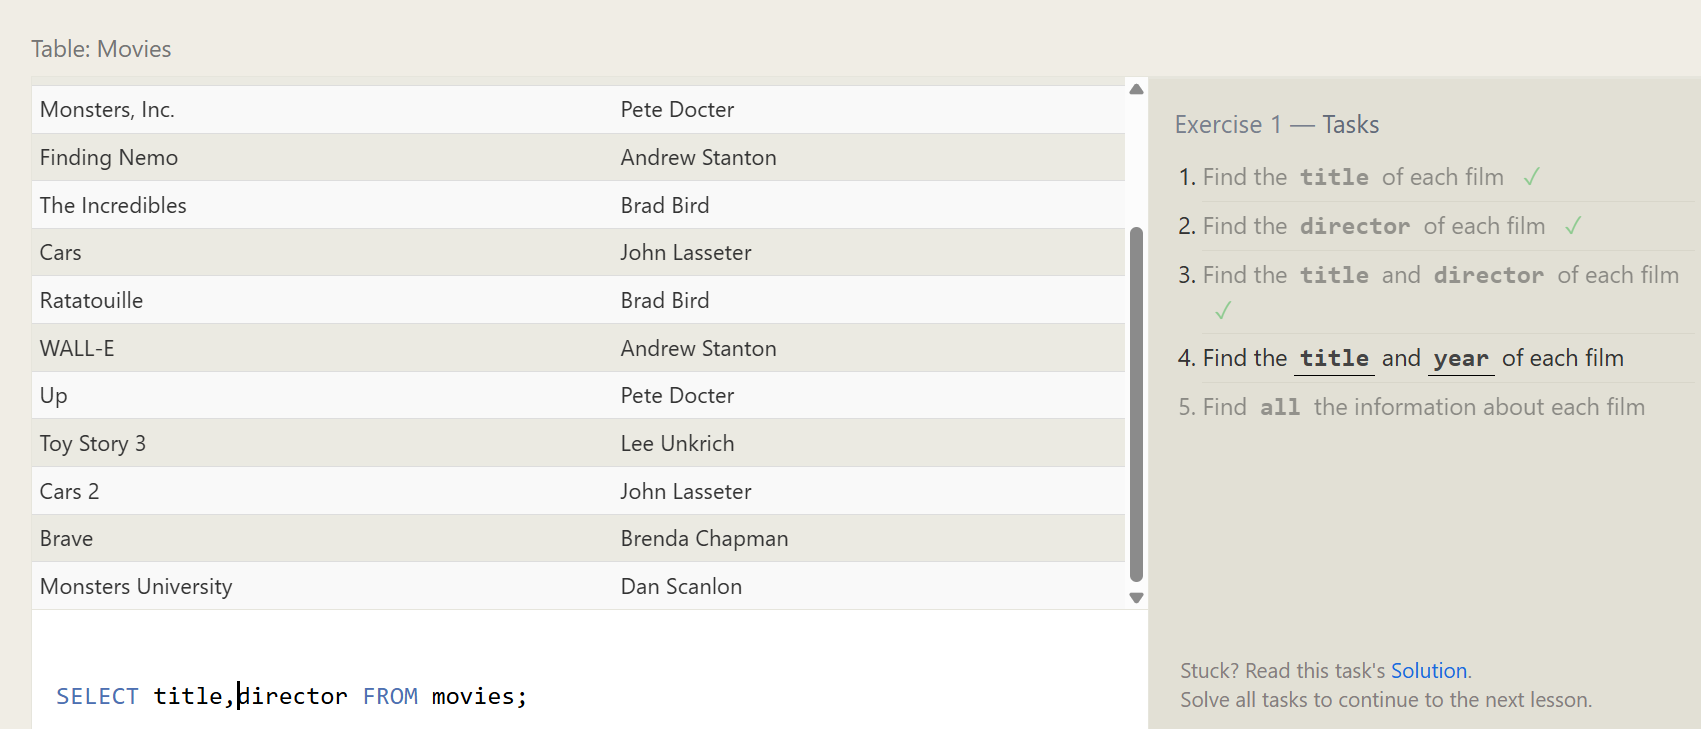 Table: Movies
Monsters, Inc. Pete Docter
Finding Nemo Andrew Stanton
The Incredibles Brad Bird
Cars John Lasseter
Ratatouille Brad Bird
WALL-E Andrew Stanton
Up Pete Docter
Toy Story 3 Lee Unkrich
Cars 2 John Lasseter
Brave Brenda Chapman
Monsters University Dan Scanlon
SELECT title,director FROM movies;
Exercise 1 — Tasks
1. Find the title of each film ✓
2. Find the director of each film ✓
3. Find the title and director of each film
✓
4. Find the title and year of each film
5. Find all the information about each film
Stuck? Read this task's Solution.
Solve all tasks to continue to the next lesson.